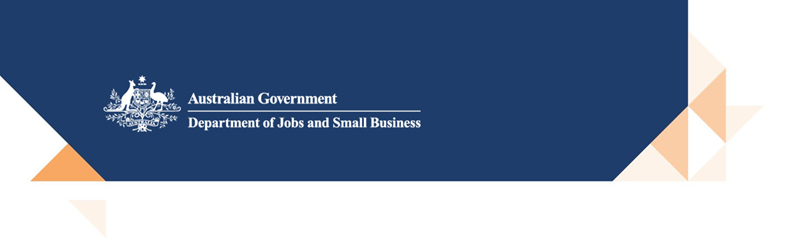 Australian Government
Department of Jobs and Small Business